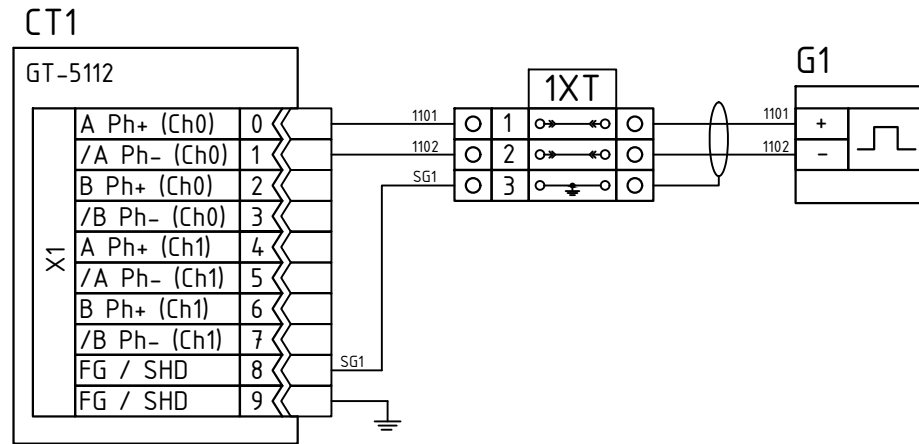 CT1
GT-5112
X1
A Ph+ (Ch0) 0
/A Ph- (Ch0) 1
B Ph+ (Ch0) 2
/B Ph- (Ch0) 3
A Ph+ (Ch1) 4
/A Ph- (Ch1) 5
B Ph+ (Ch1) 6
/B Ph- (Ch1) 7
FG / SHD 8
FG / SHD 9
1101
1102
SG1
SG1
1XT
1
2
3
G1
1101 +
1102 -